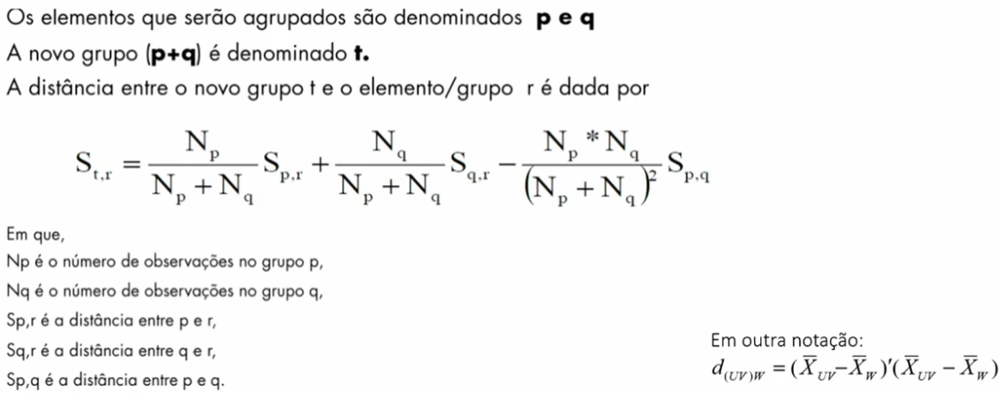 Os elementos que serão agrupados são denominados p e q
A novo grupo (p+q) é denominado t.
A distância entre o novo grupo t e o elemento/grupo r é dada por
S_{t,r} = \frac{N_p}{N_p + N_q} S_{p,r} + \frac{N_q}{N_p + N_q} S_{q,r} - \frac{N_p * N_q}{(N_p + N_q)^2} S_{p,q}
Em que,
Np é o número de observações no grupo p,
Nq é o número de observações no grupo q,
Sp,r é a distância entre p e r,
Sq,r é a distância entre q e r,
Sp,q é a distância entre p e q.
Em outra notação:
d_{(UV)W} = (\overline{X}_{UV} - \overline{X}_W)'(\overline{X}_{UV} - \overline{X}_W)